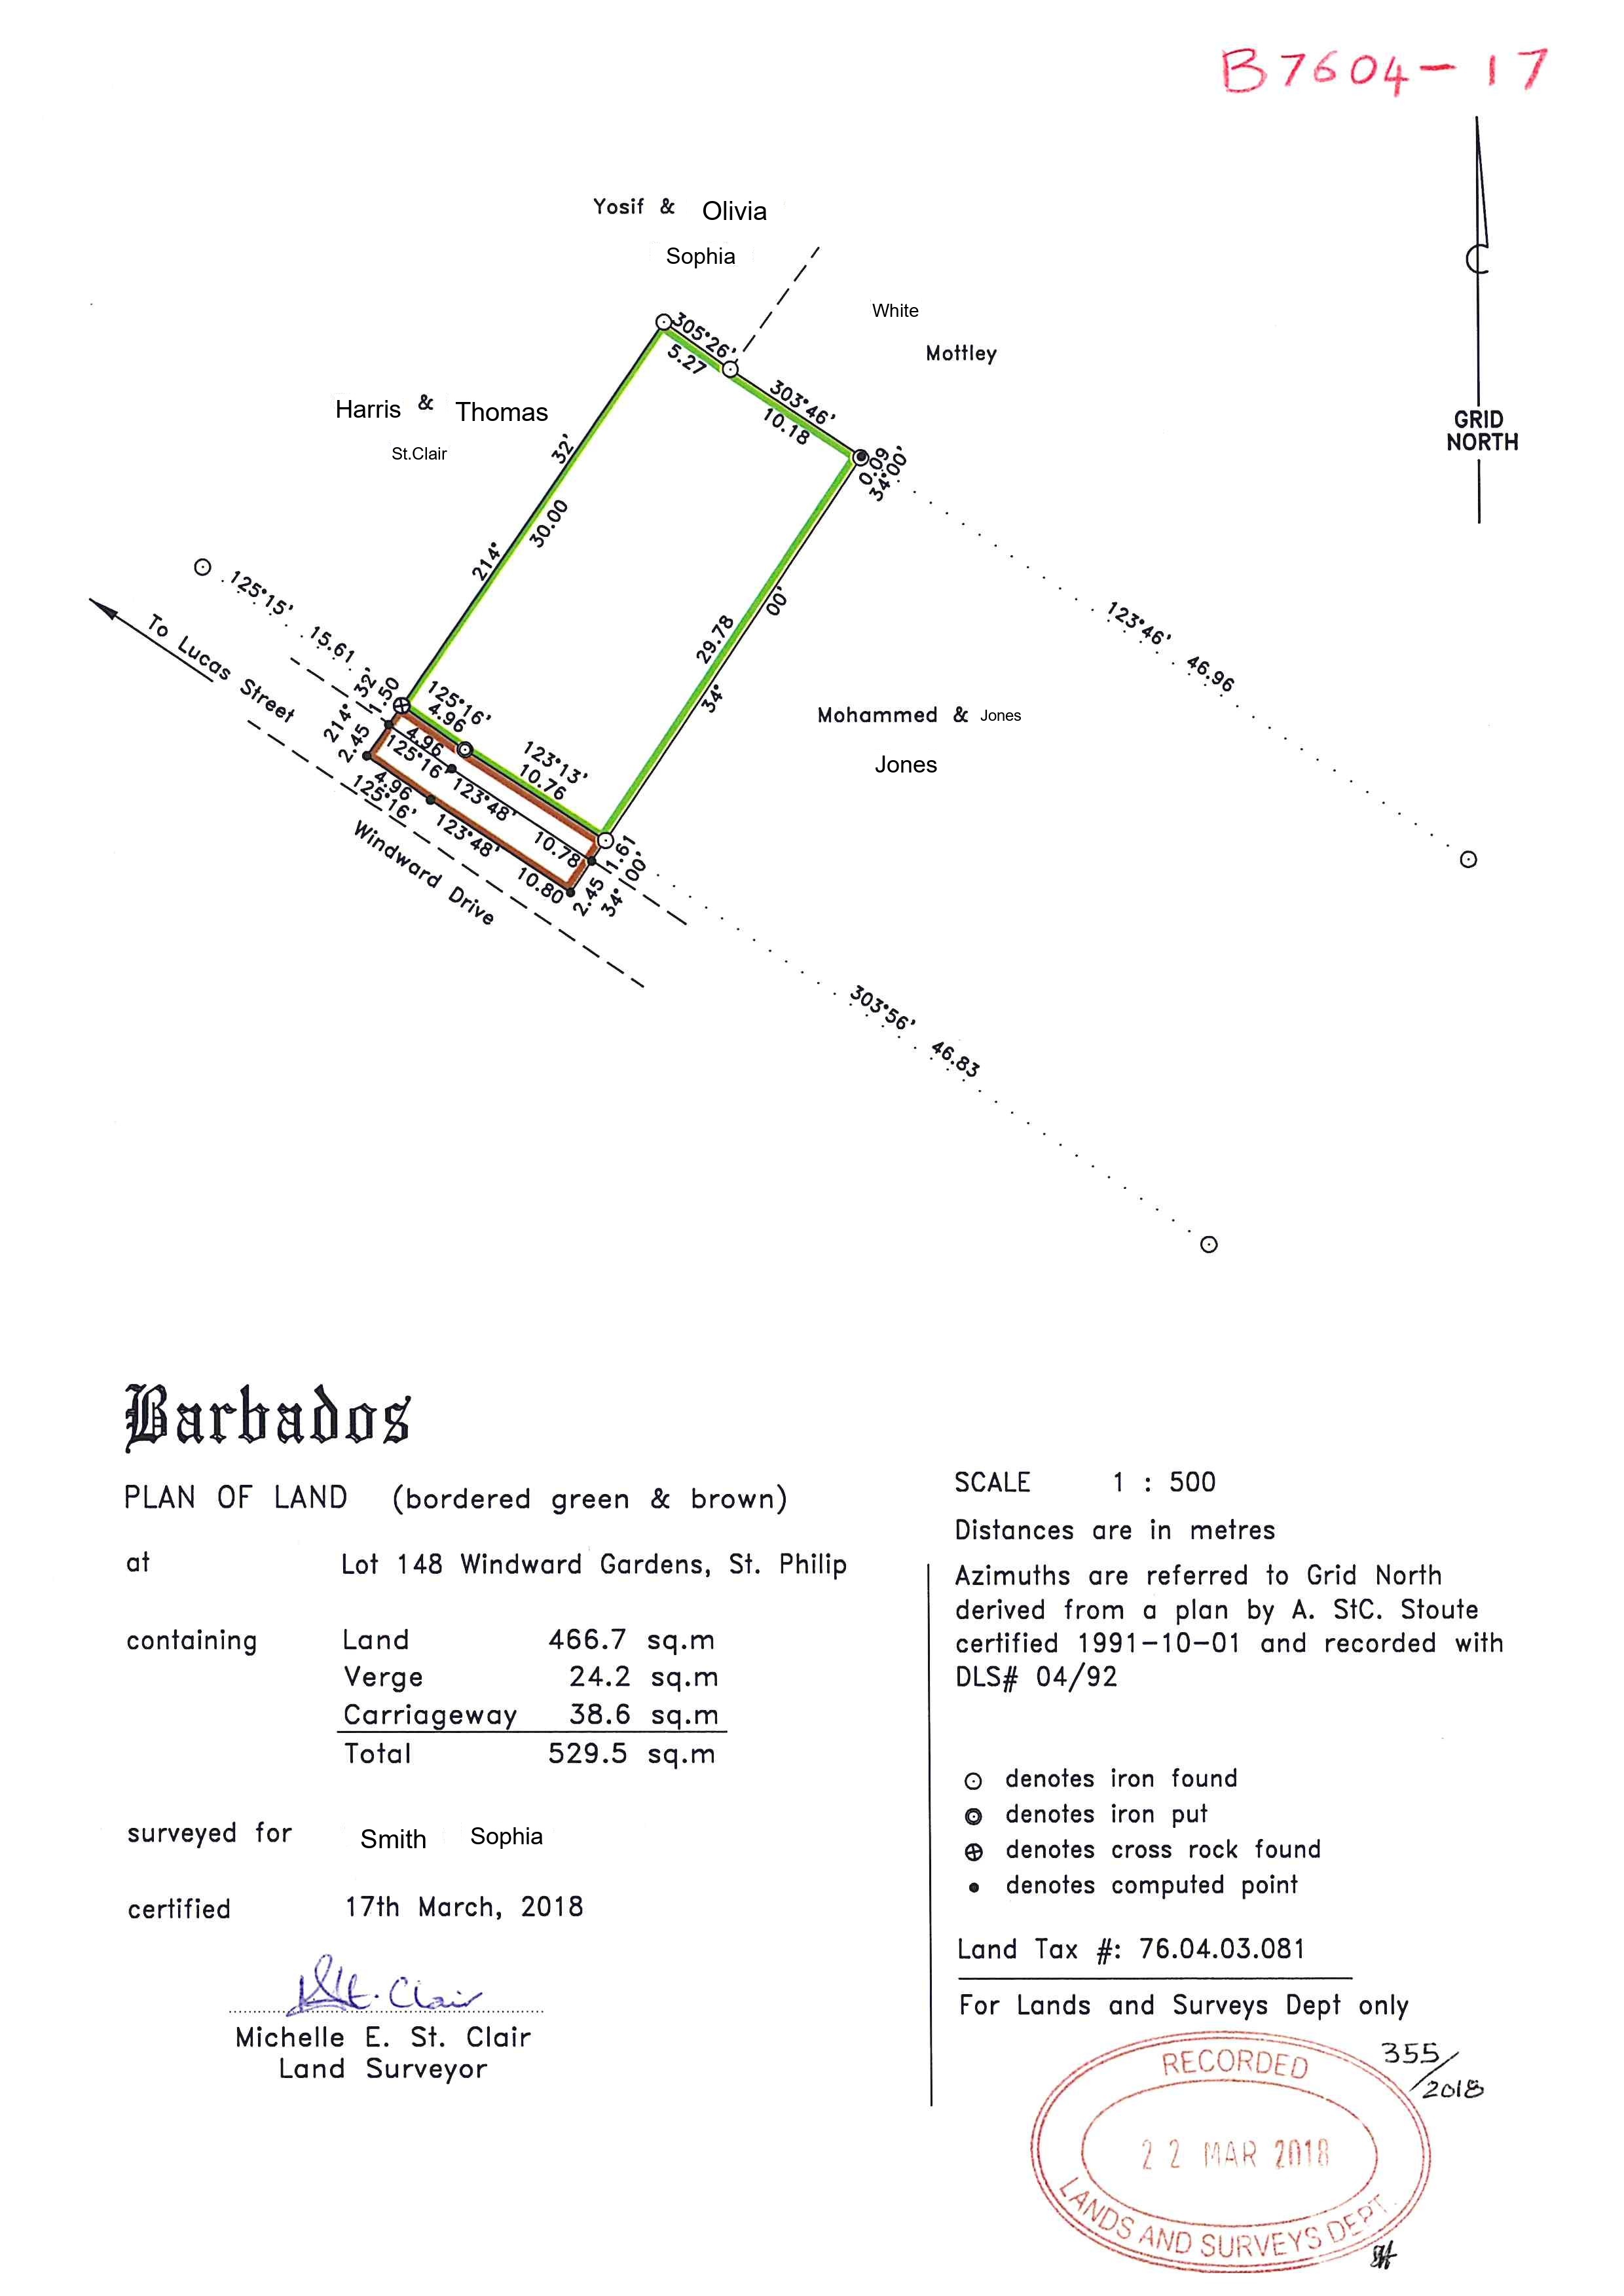 B7604-17
Yosif & Olivia
Sophia
White
Mottley
GRID
NORTH
Harris & Thomas
St.Clair
305°26'
5.27
303°46'
10.18
0.09
34°00'
214° 32'
30.00
29.78
34° 00'
125°15' 15.61
To Lucas Street
123°46' 46.96
Mohammed & Jones
Jones
214° 32'
2.45 1.50
125°16'
4.96
4.96
125°16'
123°13'
10.76
123°48' 10.78
4.96
125°16'
123°48' 10.80
2.45 1.61
34° 00'
Windward Drive
303°56' 46.83
Barbados
PLAN OF LAND (bordered green & brown)
at Lot 148 Windward Gardens, St. Philip
containing Land 466.7 sq.m
Verge 24.2 sq.m
Carriageway 38.6 sq.m
Total 529.5 sq.m
surveyed for Smith Sophia
certified 17th March, 2018
St. Clair
Michelle E. St. Clair
Land Surveyor
SCALE 1 : 500
Distances are in metres
Azimuths are referred to Grid North
derived from a plan by A. StC. Stoute
certified 1991-10-01 and recorded with
DLS# 04/92
denotes iron found
denotes iron put
denotes cross rock found
denotes computed point
Land Tax #: 76.04.03.081
For Lands and Surveys Dept only
355/2018
RECORDED
22 MAR 2018
LANDS AND SURVEYS DEPT.